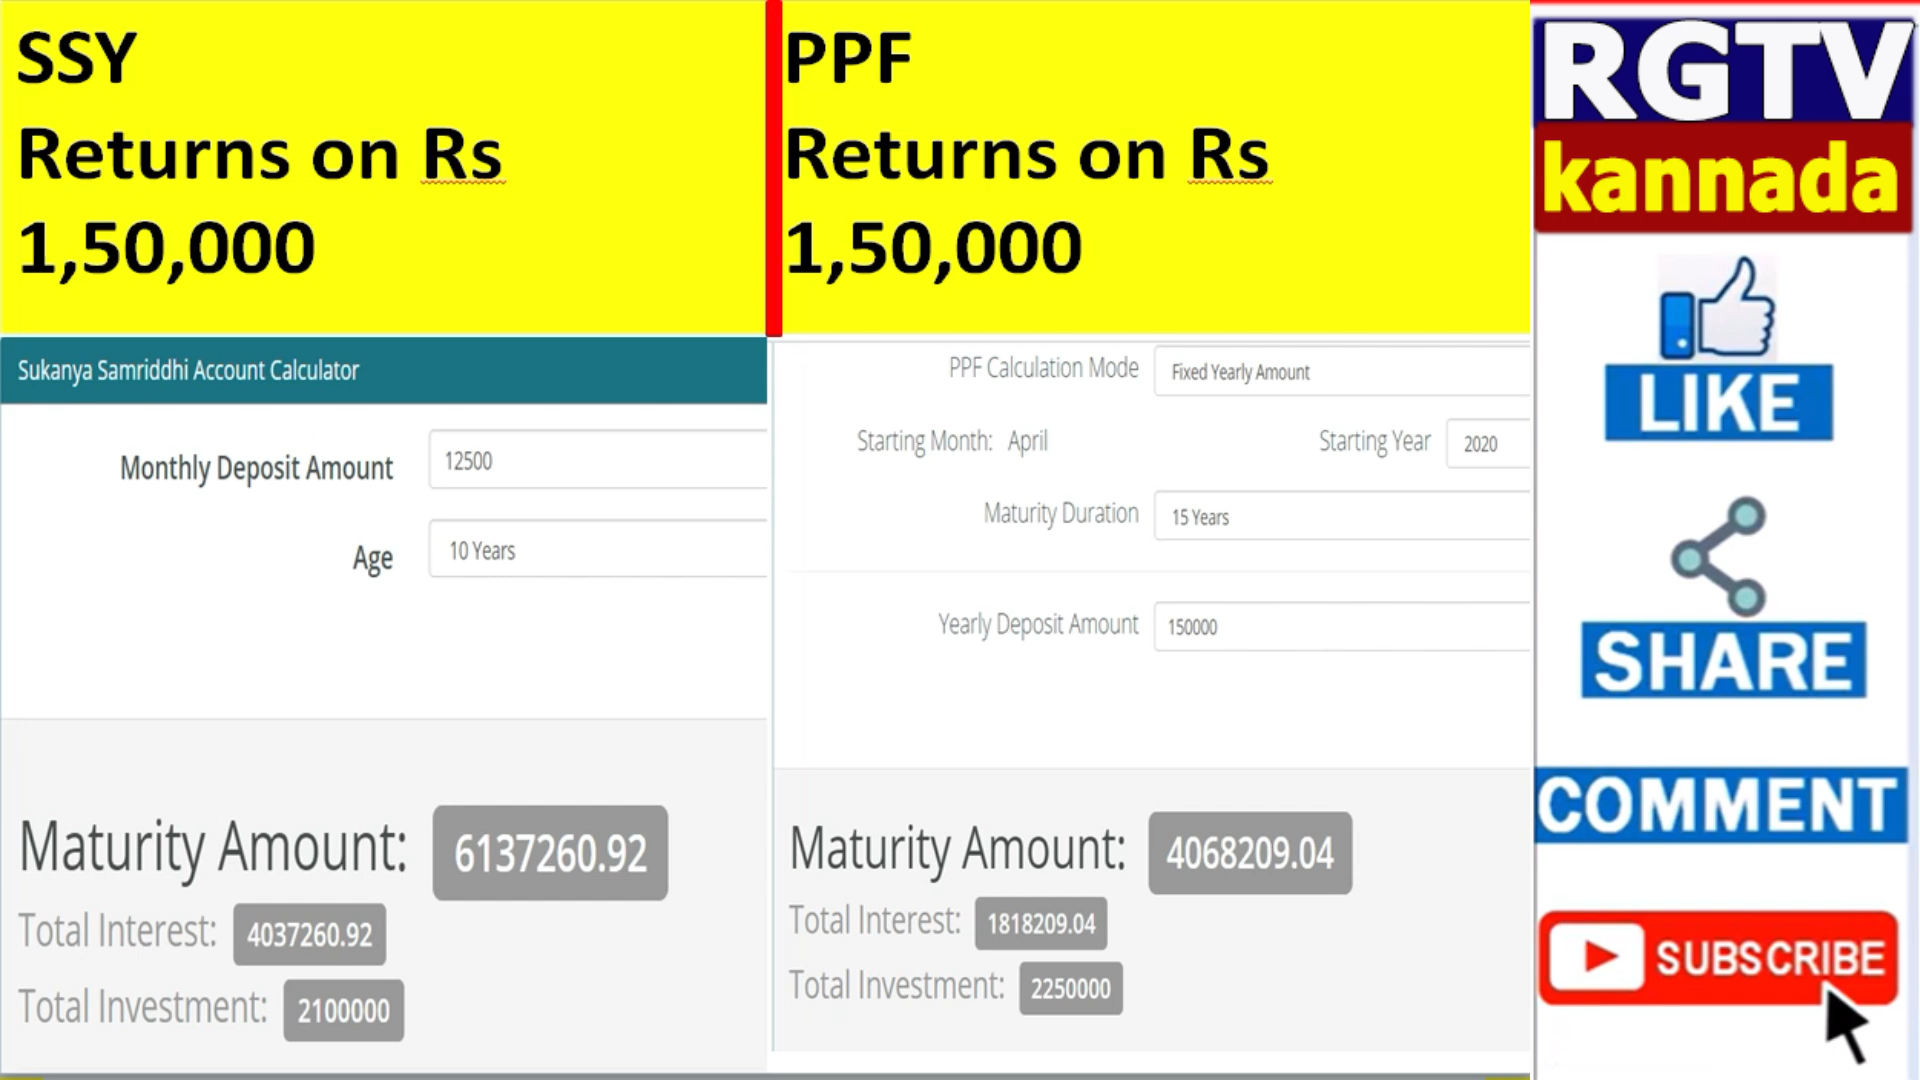 SSY
Returns on Rs
1,50,000
PPF
Returns on Rs
1,50,000
Sukanya Samriddhi Account Calculator
Monthly Deposit Amount 12500
Age 10 Years
Maturity Amount: 6137260.92
Total Interest: 4037260.92
Total Investment: 2100000
PPF Calculation Mode Fixed Yearly Amount
Starting Month: April Starting Year 2020
Maturity Duration 15 Years
Yearly Deposit Amount 150000
Maturity Amount: 4068209.04
Total Interest: 1818209.04
Total Investment: 2250000
RGTV
kannada
LIKE
SHARE
COMMENT
SUBSCRIBE